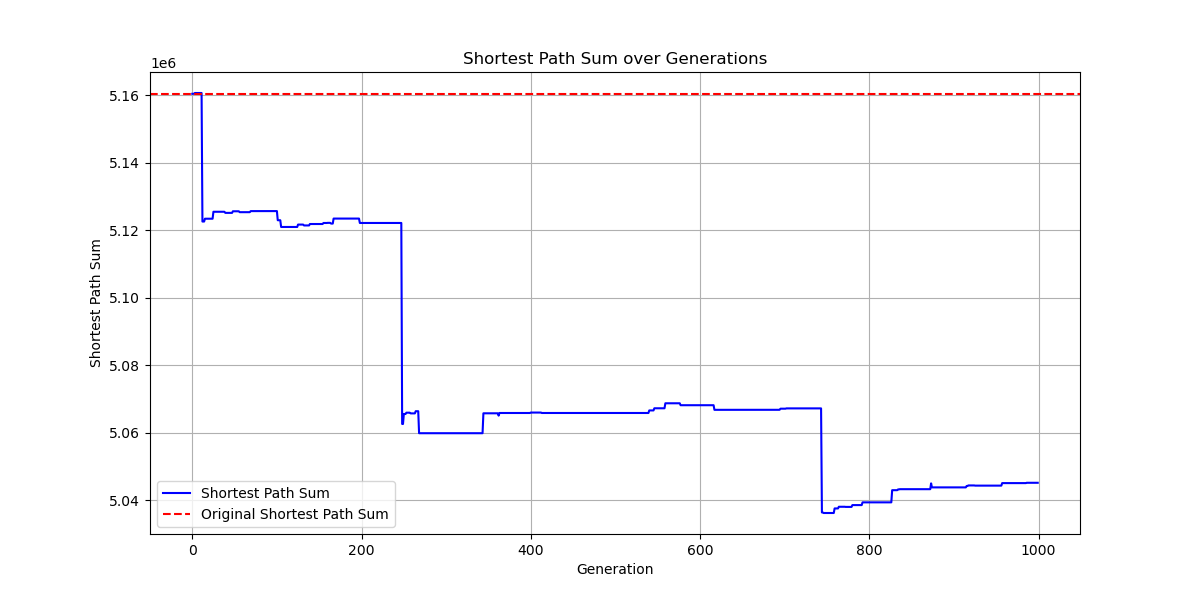 Shortest Path Sum over Generations
1e6
5.16
5.14
5.12
5.10
5.08
5.06
5.04
Shortest Path Sum
Shortest Path Sum
Original Shortest Path Sum
0 200 400 600 800 1000
Generation